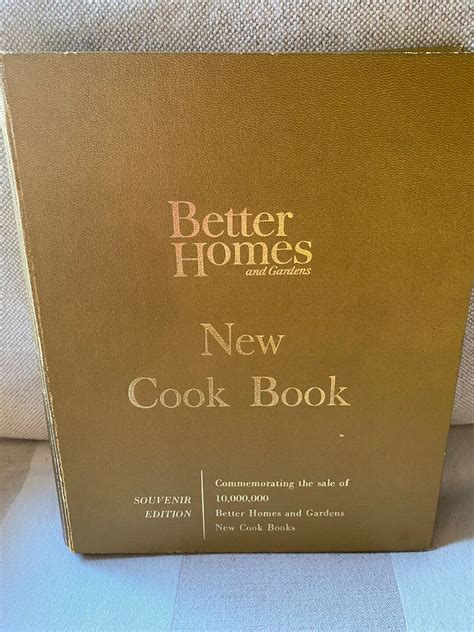 Better
Homes
and Gardens
New
Cook Book
SOUVENIR
EDITION
Commemorating the sale of
10,000,000
Better Homes and Gardens
New Cook Books